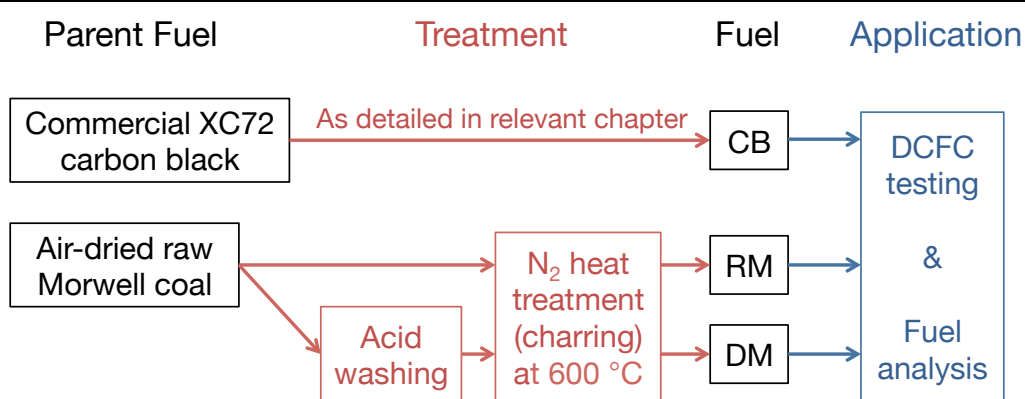 Parent Fuel
Treatment
Fuel
Application
Commercial XC72
carbon black
As detailed in relevant chapter
CB
DCFC
testing
&
Fuel
analysis
Air-dried raw
Morwell coal
Acid
washing
N₂ heat
treatment
(charring)
at 600 °C
RM
DM